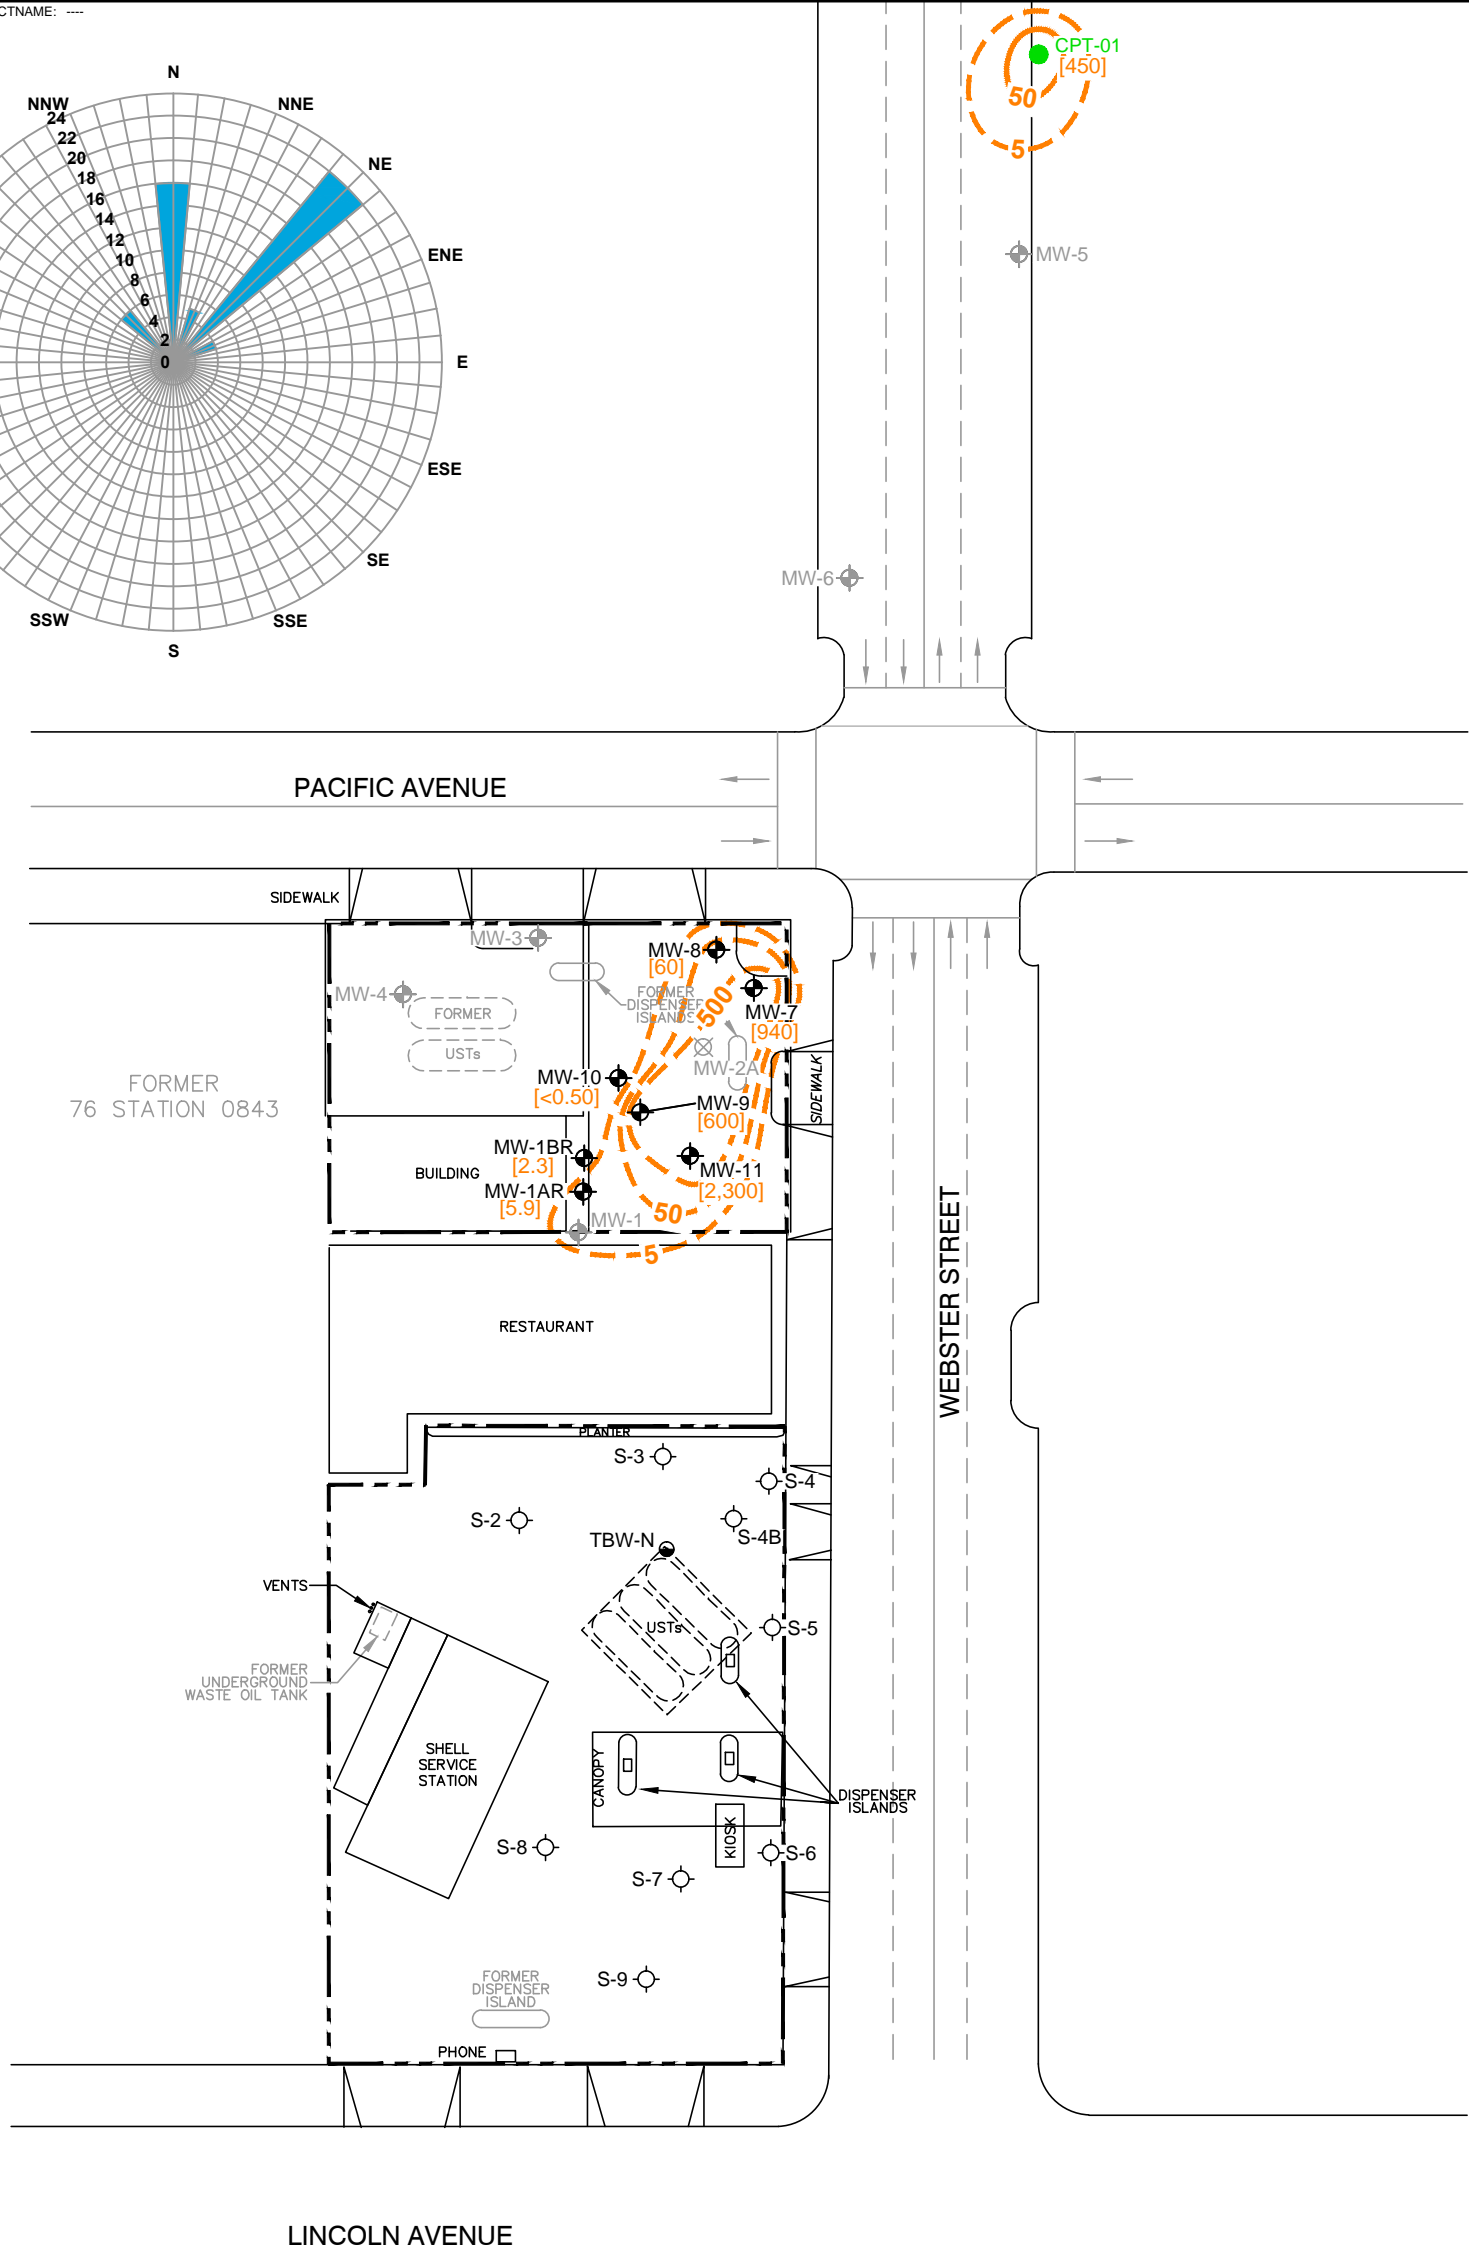 CTNAME: ----
N
NNW
NNE
24
22
20
18
16
14
12
10
8
6
4
2
0
NE
ENE
E
ESE
SE
SSE
S
SSW
CPT-01
[450]
50
5
MW-5
MW-6
PACIFIC AVENUE
SIDEWALK
MW-3
MW-8
[60]
MW-4
FORMER
USTs
FORMER
DISPENSER
ISLANDS
500
MW-7
[940]
MW-2A
SIDEWALK
FORMER
76 STATION 0843
MW-10
[<0.50]
MW-9
[600]
MW-1BR
[2.3]
BUILDING
MW-11
[2,300]
MW-1AR
[5.9]
MW-1
50
5
WEBSTER STREET
RESTAURANT
PLANTER
S-3
S-4
S-2
S-4B
TBW-N
VENTS
USTs
S-5
FORMER
UNDERGROUND
WASTE OIL TANK
SHELL
SERVICE
STATION
CANOPY
DISPENSER
ISLANDS
KIOSK
S-8
S-6
S-7
S-9
FORMER
DISPENSER
ISLAND
PHONE
LINCOLN AVENUE